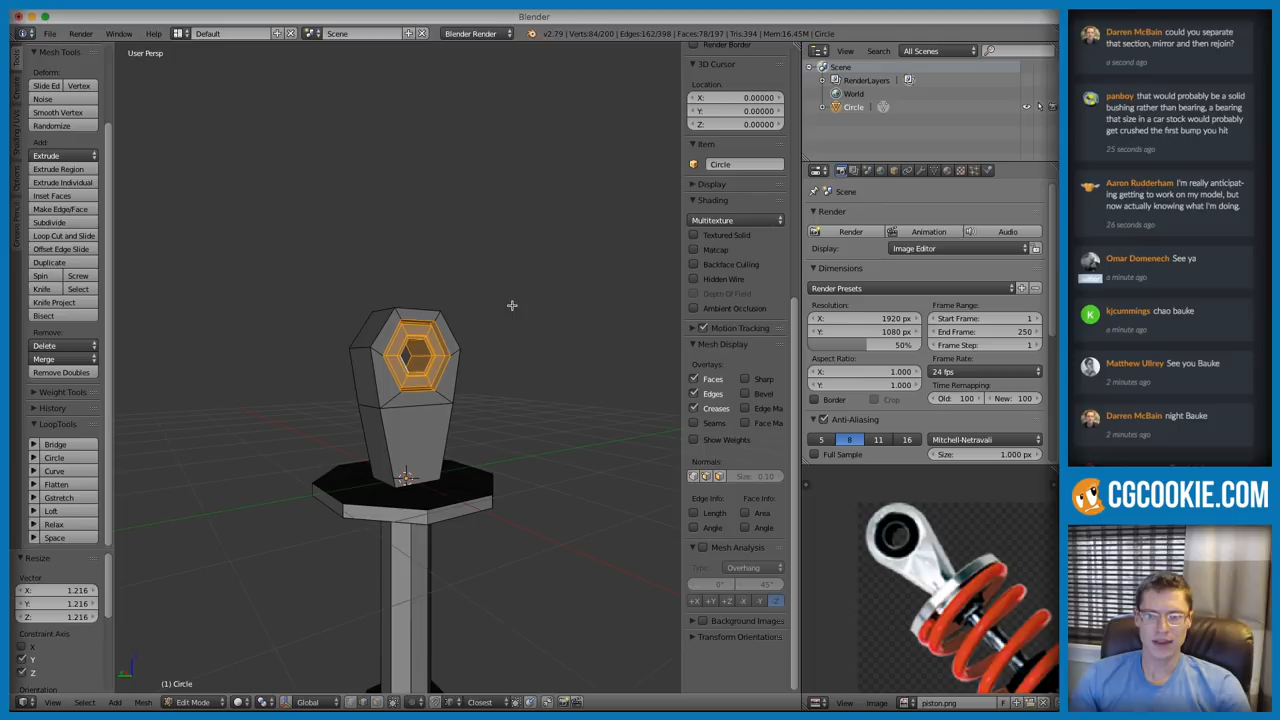 Blender
File
Render
Window
Help
Default
Scene
Blender Render
v2.79 | Verts:84/200 | Edges:162/398 | Faces:78/197 | Tris:394 | Mem:16.45M | Circle
Mesh Tools
Deform:
Slide Ed
Vertex
Noise
Smooth Vertex
Randomize
Add:
Extrude
Extrude Region
Extrude Individual
Inset Faces
Make Edge/Face
Subdivide
Loop Cut and Slide
Offset Edge Slide
Duplicate
Spin
Screw
Knife
Select
Knife Project
Bisect
Remove:
Delete
Merge
Remove Doubles
Weight Tools
History
LoopTools
Bridge
Circle
Curve
Flatten
Gstretch
Loft
Relax
Space
Resize
Vector
X: 1.216
Y: 1.216
Z: 1.216
Constraint Axis
X
Y
Z
Orientation
Tools
Create
Shading / UVs
Options
Grease Pencil
User Persp
(1) Circle
View
Select
Add
Mesh
Edit Mode
Global
Closest
Render Border
3D Cursor
Location:
X: 0.00000
Y: 0.00000
Z: 0.00000
Item
Circle
Display
Shading
Multitexture
Textured Solid
Matcap
Backface Culling
Hidden Wire
Depth Of Field
Ambient Occlusion
Motion Tracking
Mesh Display
Overlays:
Faces
Sharp
Edges
Bevel
Creases
Edge Ma
Seams
Face Ma
Show Weights
Normals:
Size: 0.10
Edge Info:
Face Info:
Length
Area
Angle
Angle
Mesh Analysis
Type:
Overhang
0°
45°
+X +Y +Z -X -Y -Z
Background Images
Transform Orientations
View
Search
All Scenes
Scene
RenderLayers
World
Circle
Scene
Render
Render
Animation
Audio
Display:
Image Editor
Dimensions
Render Presets
Resolution:
Frame Range:
X: 1920 px
Start Frame: 1
Y: 1080 px
End Frame: 250
50%
Frame Step: 1
Aspect Ratio:
Frame Rate:
X: 1.000
24 fps
Y: 1.000
Time Remapping:
Border
Crop
Old: 100
New: 100
Anti-Aliasing
5
8
11
16
Mitchell-Netravali
Full Sample
Size: 1.000 px
View
Image
piston.png
F
Darren McBain could you separate
that section, mirror and then rejoin?
a second ago
panboy that would probably be a solid
bushing rather than bearing, a bearing
that size in a car stock would probably
get crushed the first bump you hit
25 seconds ago
Aaron Rudderham I'm really anticipat-
ing getting to work on my model, but
now actually knowing what I'm doing.
26 seconds ago
Omar Domenech See ya
a minute ago
kjcummings chao bauke
a minute ago
Matthew Ullrey See you Bauke
2 minutes ago
Darren McBain night Bauke
2 minutes ago
CGCOOKIE.COM